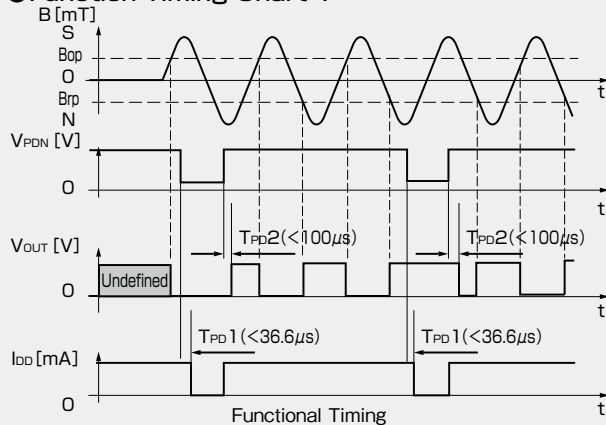 B [mT]
S
Bop
0
t
Brp
N
VPDN [V]
0
t
TPD2(<100µs)
TPD2(<100µs)
VOUT [V]
Undefined
0
t
TPD1(<36.6µs)
TPD1(<36.6µs)
IDD [mA]
0
t
Functional Timing